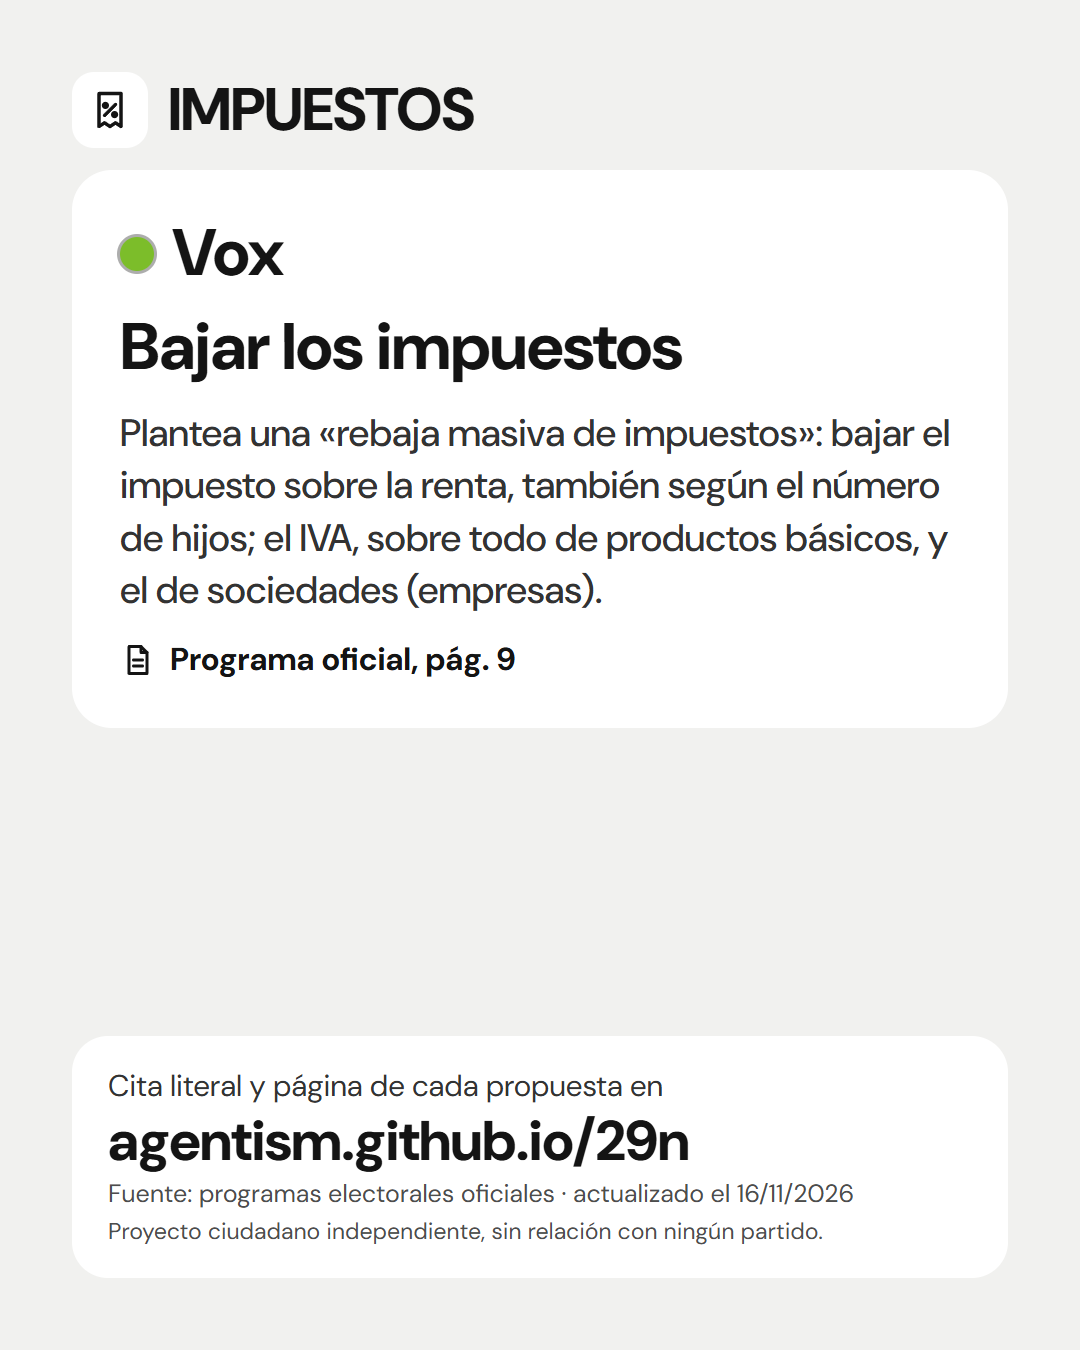 IMPUESTOS
Vox
Bajar los impuestos
Plantea una «rebaja masiva de impuestos»: bajar el
impuesto sobre la renta, también según el número
de hijos; el IVA, sobre todo de productos básicos, y
el de sociedades (empresas).
Programa oficial, pág. 9
Cita literal y página de cada propuesta en
agentism.github.io/29n
Fuente: programas electorales oficiales · actualizado el 16/11/2026
Proyecto ciudadano independiente, sin relación con ningún partido.